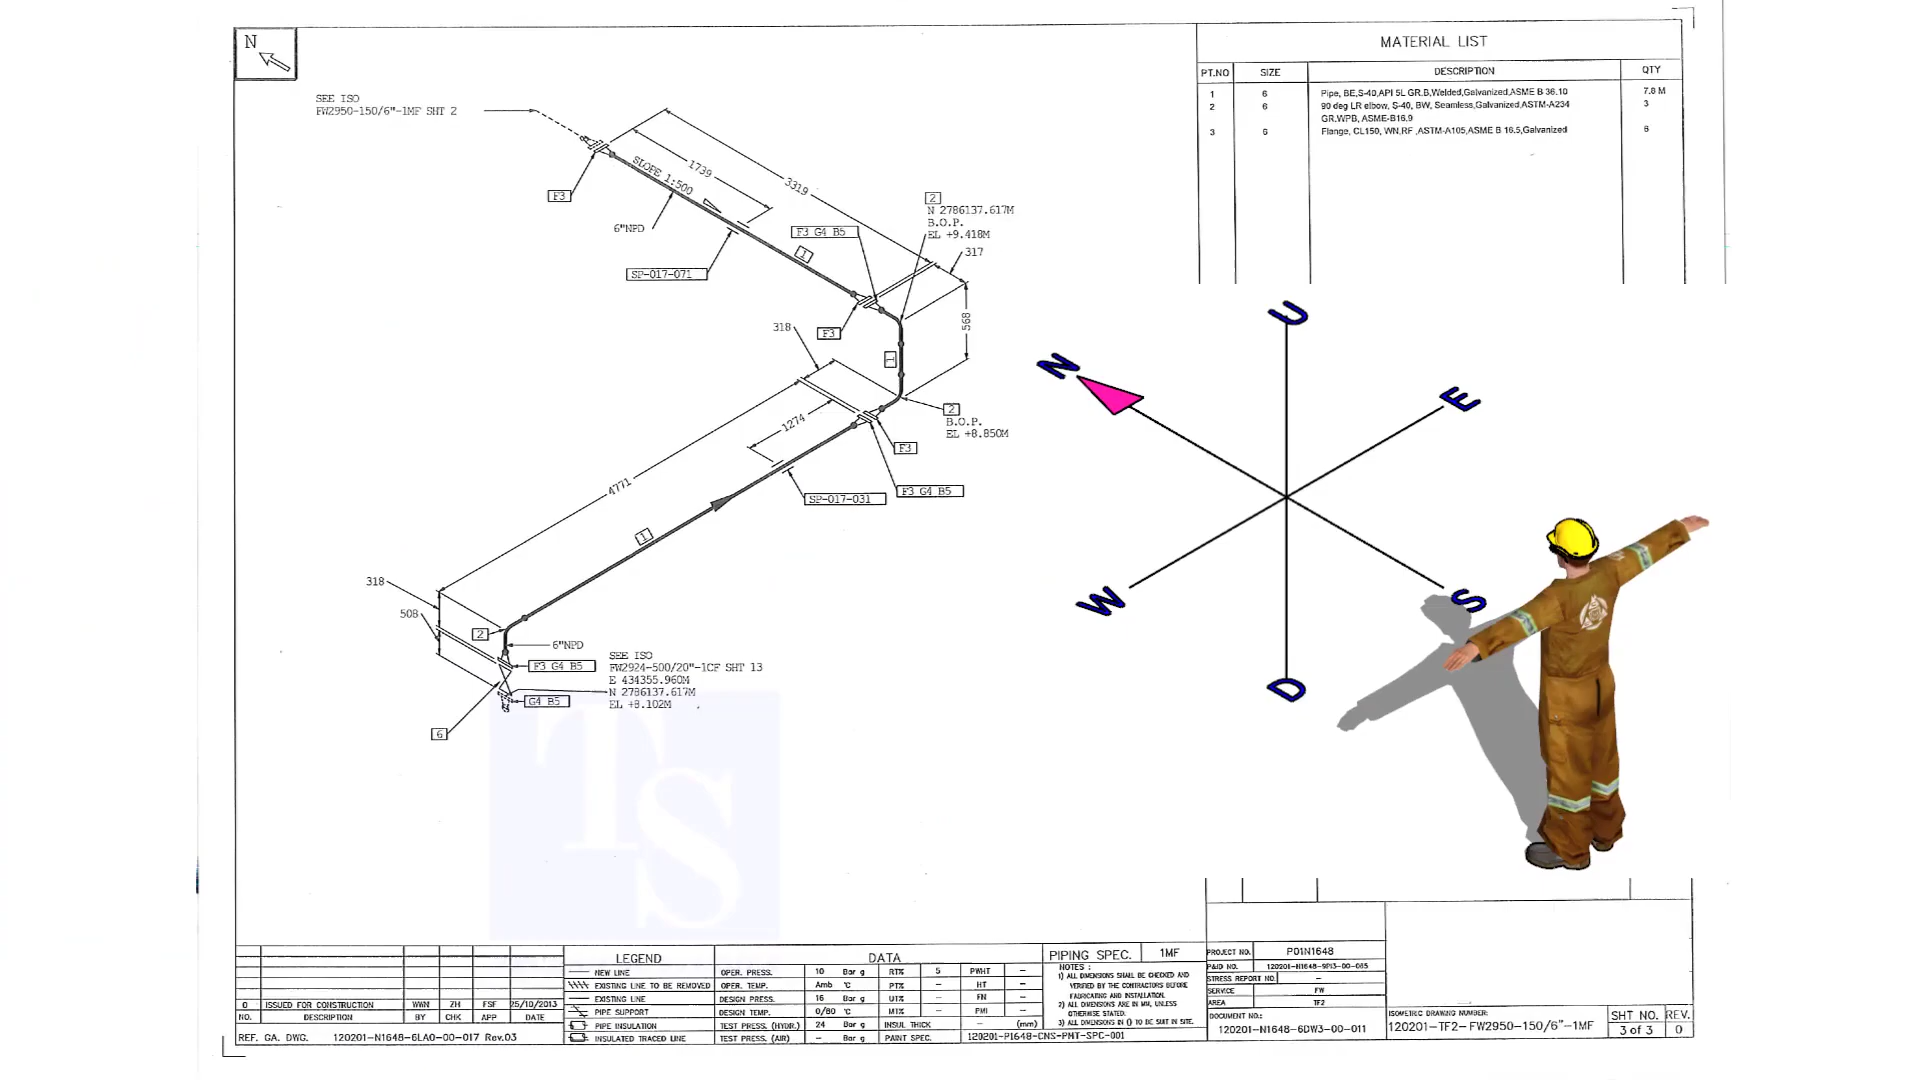 N
SEE ISO
FW2950-150/6"-1MF SHT 2
F3
SLOPE 1:500
1739
3319
6"NPD
SP-017-071
1
F3 G4 B5
2
N 2786137.617M
B.O.P.
EL +9.418M
317
568
F3
318
1
2
B.O.P.
EL +8.850M
1274
F3
F3 G4 B5
SP-017-031
4771
1
318
508
2
6"NPD
F3 G4 B5
G4 B5
6
SEE ISO
FW2924-500/20"-1CF SHT 13
E 434355.960M
N 2786137.617M
EL +8.102M
TS
MATERIAL LIST
PT.NO SIZE DESCRIPTION QTY
1 6 Pipe, BE,S-40,API 5L GR.B,Welded,Galvanized,ASME B 36.10 7.8 M
2 6 90 deg LR elbow, S-40, BW, Seamless,Galvanized,ASTM-A234 3
GR.WPB, ASME-B16.9
3 6 Flange, CL150, WN,RF ,ASTM-A105,ASME B 16.5,Galvanized 6
U
N
E
W
S
D
0 ISSUED FOR CONSTRUCTION WWN ZH FSF 25/10/2013
NO. DESCRIPTION BY CHK APP DATE
REF. GA. DWG. 120201-N1648-6LA0-00-017 Rev.03
LEGEND
NEW LINE
EXISTING LINE TO BE REMOVED
EXISTING LINE
PIPE SUPPORT
PIPE INSULATION
INSULATED TRACED LINE
DATA
OPER. PRESS. 10 Bar g RT% 5 PWHT –
OPER. TEMP. Amb °C PT% – HT –
DESIGN PRESS. 16 Bar g UT% – FN –
DESIGN TEMP. 0/80 °C MT% – PMI –
TEST PRESS. (HYDR.) 24 Bar g INSUL THICK – (mm)
TEST PRESS. (AIR) – Bar g PAINT SPEC. 120201-P1648-CNS-PMT-SPC-001
PIPING SPEC. 1MF
NOTES :
1) ALL DIMENSIONS SHALL BE CHECKED AND
VERIFIED BY THE CONTRACTORS BEFORE
FABRICATING AND INSTALLATION.
2) ALL DIMENSIONS ARE IN MM, UNLESS
OTHERWISE STATED.
3) ALL DIMENSIONS IN () TO BE SUIT IN SITE.
PROJECT NO. P01N1648
P&ID NO. 120201-N1648-9PI3-00-065
STRESS REPORT NO. –
SERVICE FW
AREA TF2
DOCUMENT NO.:
120201-N1648-6DW3-00-011
ISOMETRIC DRAWING NUMBER:
120201-TF2-FW2950-150/6"-1MF
SHT NO. REV.
3 of 3 0